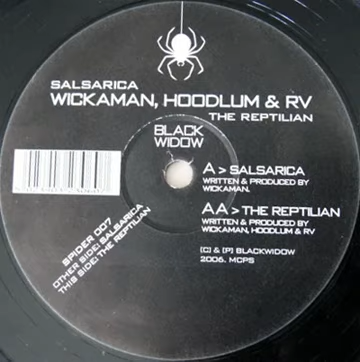 SALSARICA
WICKAMAN, HOODLUM & RV
THE REPTILIAN
BLACK
WIDOW
A > SALSARICA
WRITTEN & PRODUCED BY
WICKAMAN.
AA > THE REPTILIAN
WRITTEN & PRODUCED BY
WICKAMAN, HOODLUM & RV
(C) & (P) BLACKWIDOW
2006. MCPS
SPIDER 007
OTHER SIDE: SALSARICA
THIS SIDE: THE REPTILIAN